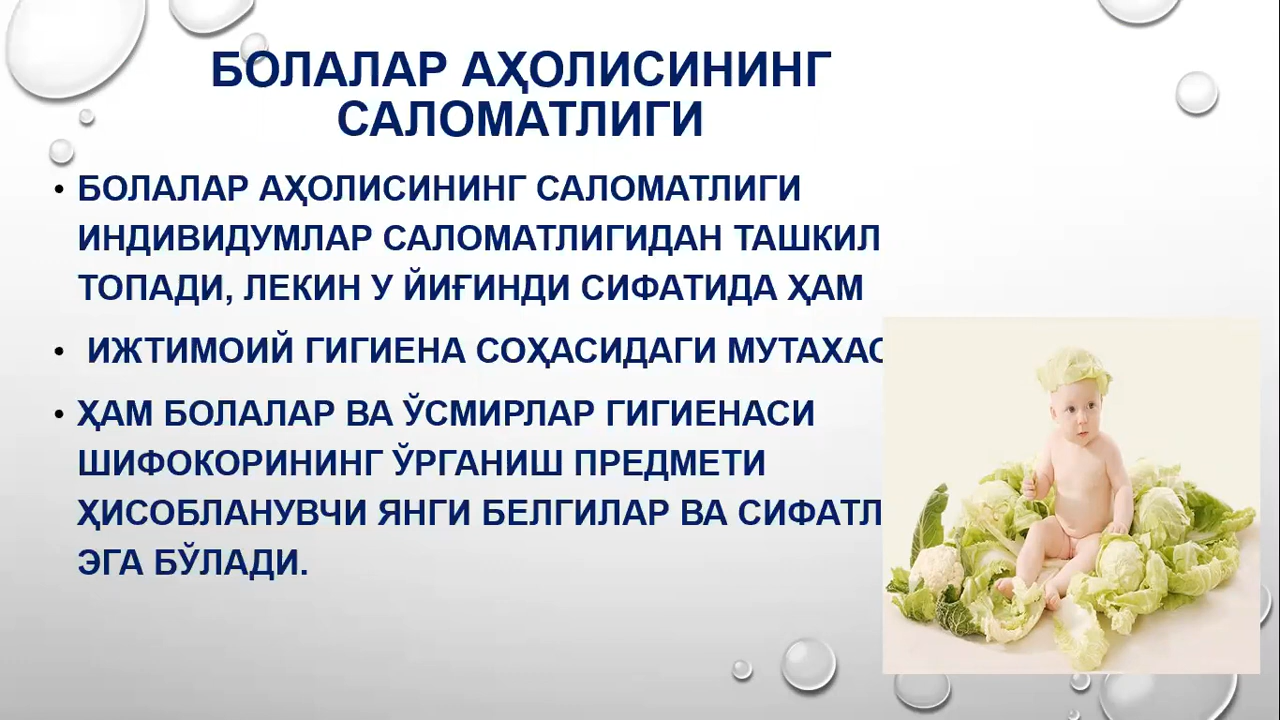 БОЛАЛАР АҲОЛИСИНИНГ
САЛОМАТЛИГИ
• БОЛАЛАР АҲОЛИСИНИНГ САЛОМАТЛИГИ
ИНДИВИДУМЛАР САЛОМАТЛИГИДАН ТАШКИЛ
ТОПАДИ, ЛЕКИН У ЙИҒИНДИ СИФАТИДА ҲАМ
• ИЖТИМОИЙ ГИГИЕНА СОҲАСИДАГИ
• ҲАМ БОЛАЛАР ВА ЎСМИРЛАР ГИГИЕНАСИ
ШИФОКОРИНИНГ ЎРГАНИШ ПРЕДМЕТИ
ҲИСОБЛАНУВЧИ ЯНГИ БЕЛГИЛАР ВА
ЭГА БЎЛАДИ.